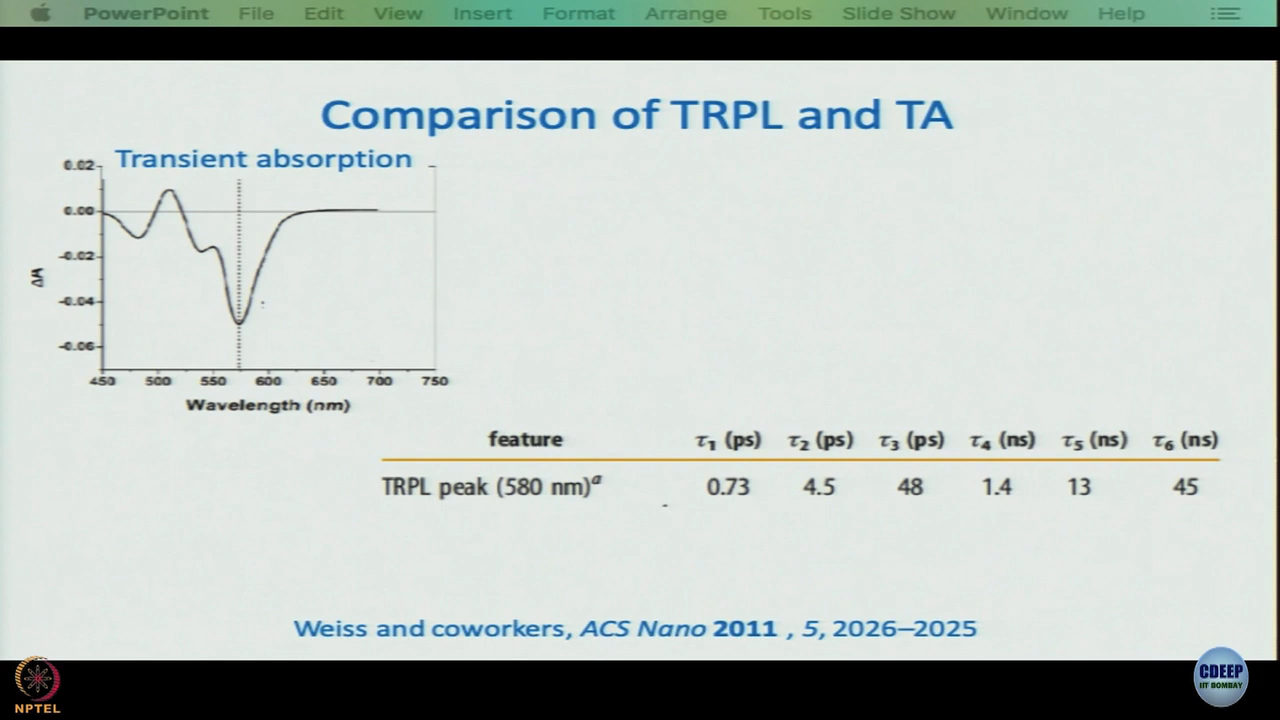 PowerPoint File Edit View Insert Format Arrange Tools Slide Show Window Help
Comparison of TRPL and TA
Transient absorption
0.02
0.00
-0.02
-0.04
-0.06
ΔA
450 500 550 600 650 700 750
Wavelength (nm)
feature τ1 (ps) τ2 (ps) τ3 (ps) τ4 (ns) τ5 (ns) τ6 (ns)
TRPL peak (580 nm)a 0.73 4.5 48 1.4 13 45
Weiss and coworkers, ACS Nano 2011 , 5, 2026–2025
NPTEL
CDEEP
IIT BOMBAY